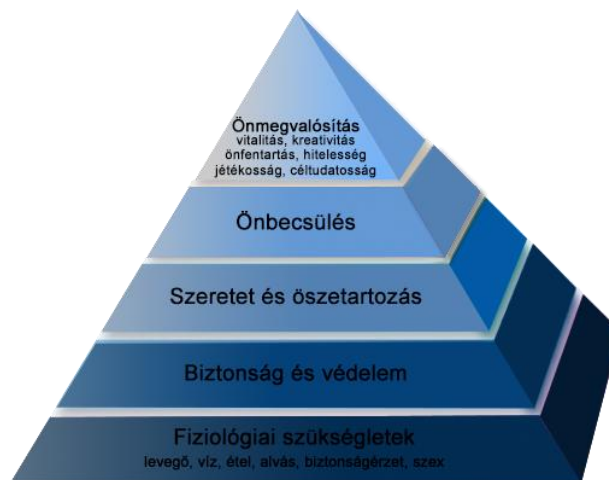 Önmegvalósítás
vitalitás, kreativitás
önfentartás, hitelesség
jétékosság, céltudatosság
Önbecsülés
Szeretet és öszetartozás
Biztonság és védelem
Fiziológiai szükségletek
levegő, víz, étel, alvás, biztonságérzet, szex